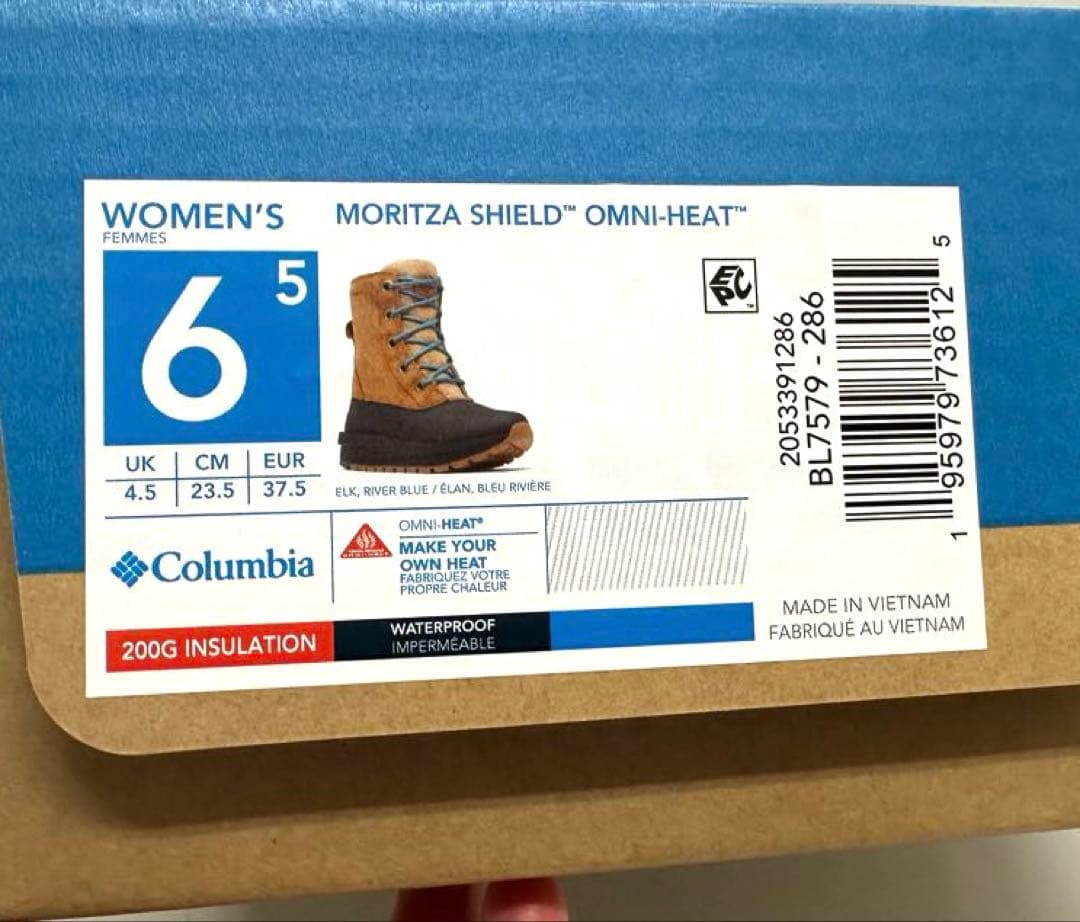 WOMEN'S
FEMMES
MORITZA SHIELD™ OMNI-HEAT™
6 5
UK CM EUR
4.5 23.5 37.5
ELK, RIVER BLUE / ÉLAN, BLEU RIVIÈRE
EPC™
2053391286
BL7579 - 286
1 95979 73612 5
Columbia
OMNI-HEAT®
MAKE YOUR
OWN HEAT
FABRIQUEZ VOTRE
PROPRE CHALEUR
200G INSULATION
WATERPROOF
IMPERMÉABLE
MADE IN VIETNAM
FABRIQUÉ AU VIETNAM